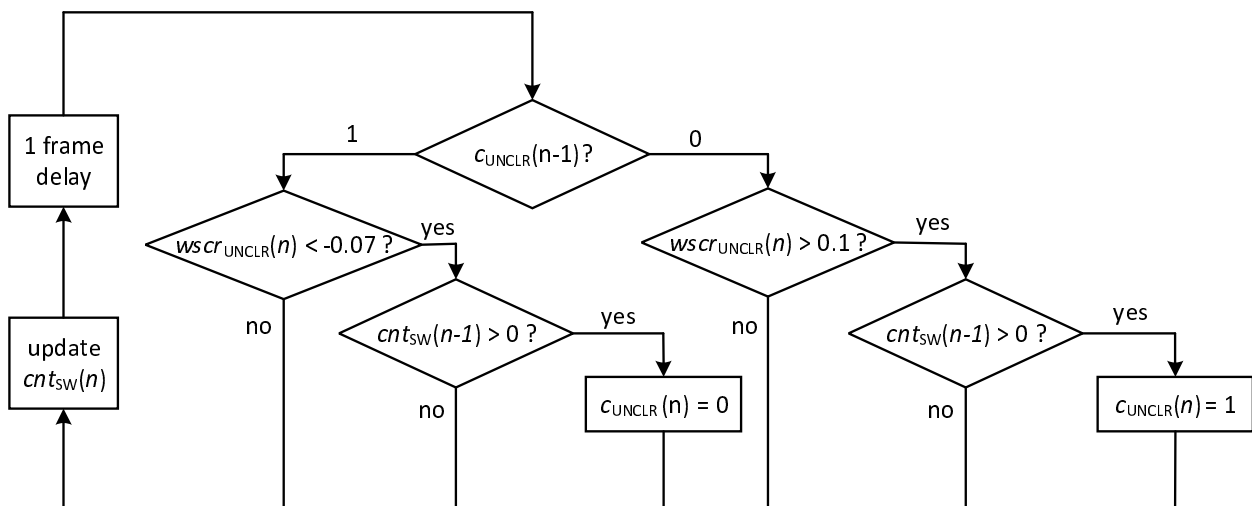 1 frame
delay
update
cntSW(n)
cUNCLR(n-1)?
1
0
wscrUNCLR(n) < -0.07 ?
yes
no
cntSW(n-1) > 0 ?
yes
no
cUNCLR(n) = 0
wscrUNCLR(n) > 0.1 ?
yes
no
cntSW(n-1) > 0 ?
yes
no
cUNCLR(n) = 1